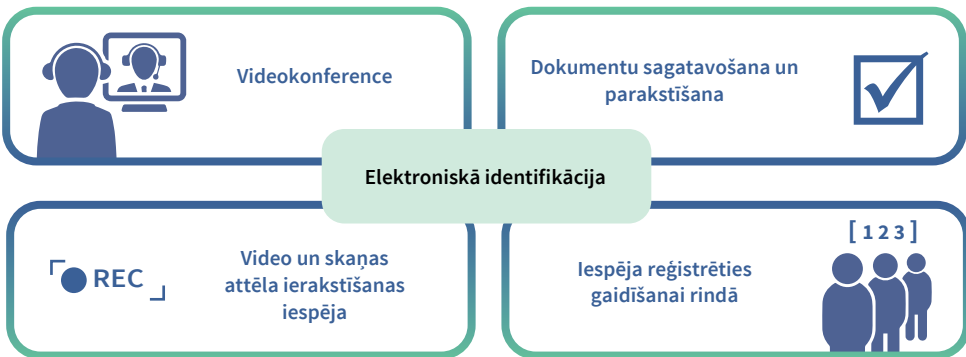 Videokonference
Dokumentu sagatavošana un
parakstīšana
Elektroniskā identifikācija
REC
Video un skaņas
attēla ierakstīšanas
iespēja
[ 1 2 3 ]
Iespēja reģistrēties
gaidīšanai rindā